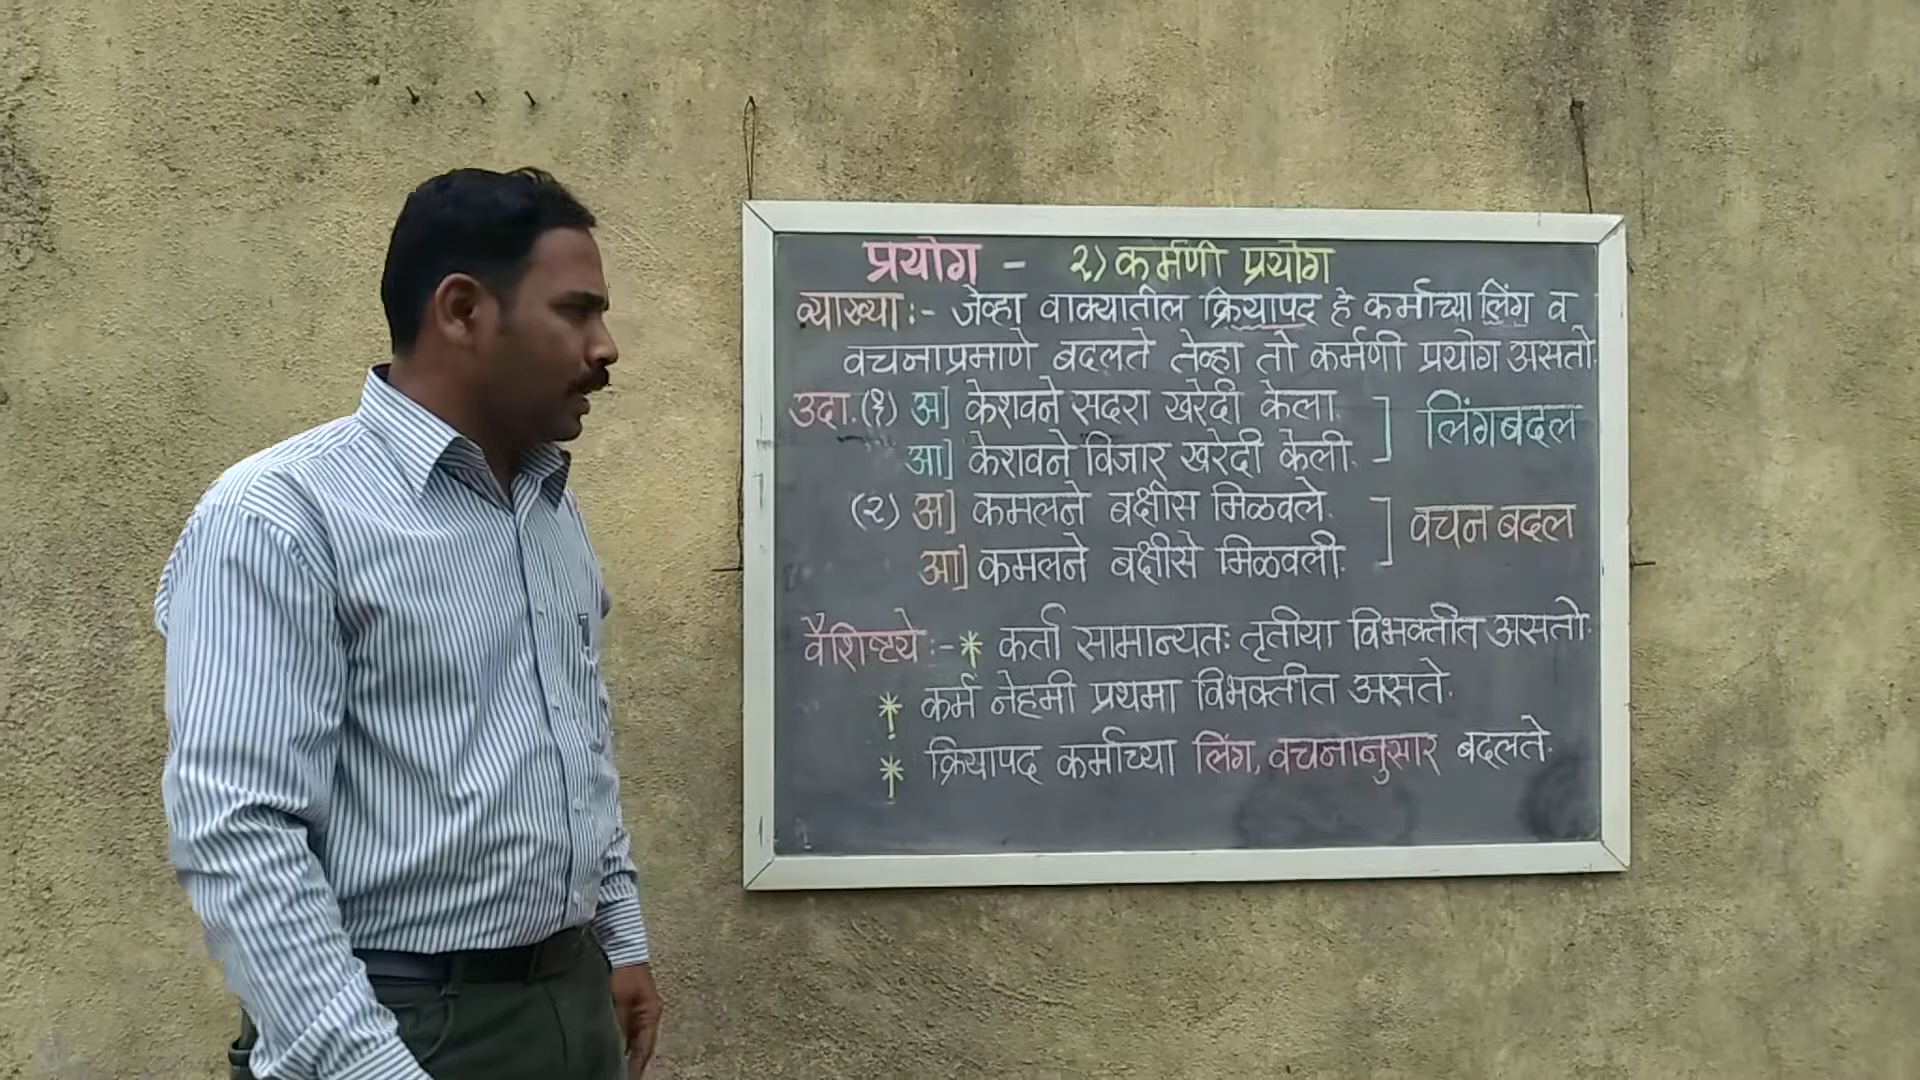 प्रयोग - २) कर्मणी प्रयोग
व्याख्या :- जेव्हा वाक्यातील क्रियापद हे कर्माच्या लिंग व
वचनाप्रमाणे बदलते तेव्हा तो कर्मणी प्रयोग असतो.
उदा. (१) अ] केशवने सदरा खरेदी केला.
आ] केशवने विजार खरेदी केली.
] लिंगबदल
(२) अ] कमलने बक्षीस मिळवले.
आ] कमलने बक्षीसे मिळवली.
] वचन बदल
वैशिष्ट्ये :- * कर्ता सामान्यतः तृतीया विभक्तीत असतो.
* कर्म नेहमी प्रथमा विभक्तीत असते.
* क्रियापद कर्माच्या लिंग, वचनानुसार बदलते.